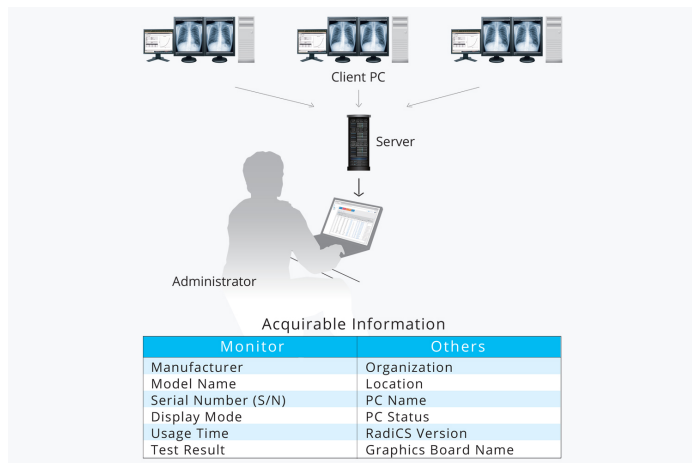 Client PC
Server
Administrator
Acquirable Information
Monitor Others
Manufacturer Organization
Model Name Location
Serial Number (S/N) PC Name
Display Mode PC Status
Usage Time RadiCS Version
Test Result Graphics Board Name